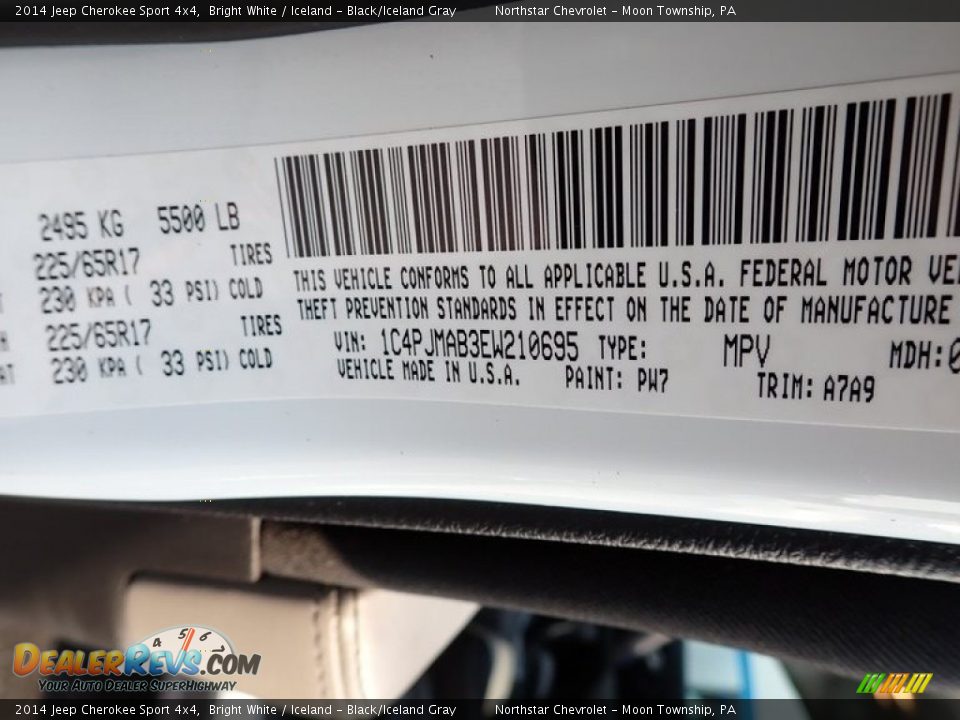 2014 Jeep Cherokee Sport 4x4, Bright White / Iceland - Black/Iceland Gray Northstar Chevrolet - Moon Township, PA
2495 KG 5500 LB
225/65R17 TIRES
230 KPA ( 33 PSI) COLD
225/65R17 TIRES
230 KPA ( 33 PSI) COLD
THIS VEHICLE CONFORMS TO ALL APPLICABLE U.S.A. FEDERAL MOTOR
THEFT PREVENTION STANDARDS IN EFFECT ON THE DATE OF MANUFACTURE
VIN: 1C4PJMAB3EW210695 TYPE: MPV MDH:
VEHICLE MADE IN U.S.A. PAINT: PW7 TRIM: A7A9
4 5 6
DEALERREVS.COM
YOUR AUTO DEALER SUPERHIGHWAY
2014 Jeep Cherokee Sport 4x4, Bright White / Iceland - Black/Iceland Gray Northstar Chevrolet - Moon Township, PA